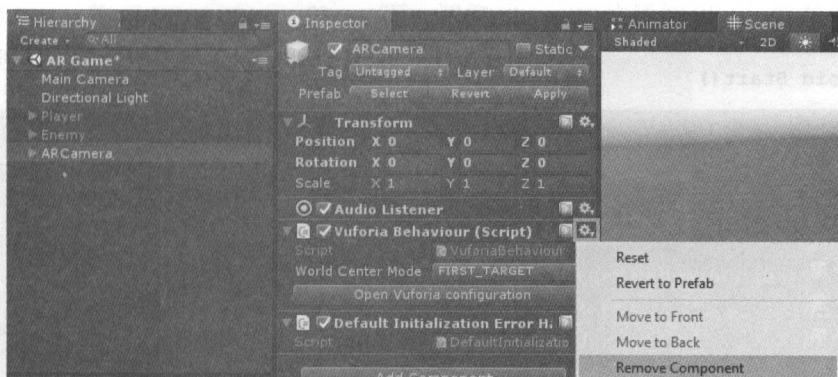 Hierarchy
Create
All
AR Game*
Main Camera
Directional Light
Player
Enemy
ARCamera
Inspector
ARCamera
Static
Tag Untagged Layer Default
Prefab Select Revert Apply
Transform
Position X 0 Y 0 Z 0
Rotation X 0 Y 0 Z 0
Scale X 1 Y 1 Z 1
Audio Listener
Vuforia Behaviour (Script)
Script VuforiaBehaviour
World Center Mode FIRST_TARGET
Open Vuforia configuration
Default Initialization Error H
Script DefaultInitializatio
Add Component
Animator
Scene
Shaded
2D
Reset
Revert to Prefab
Move to Front
Move to Back
Remove Component